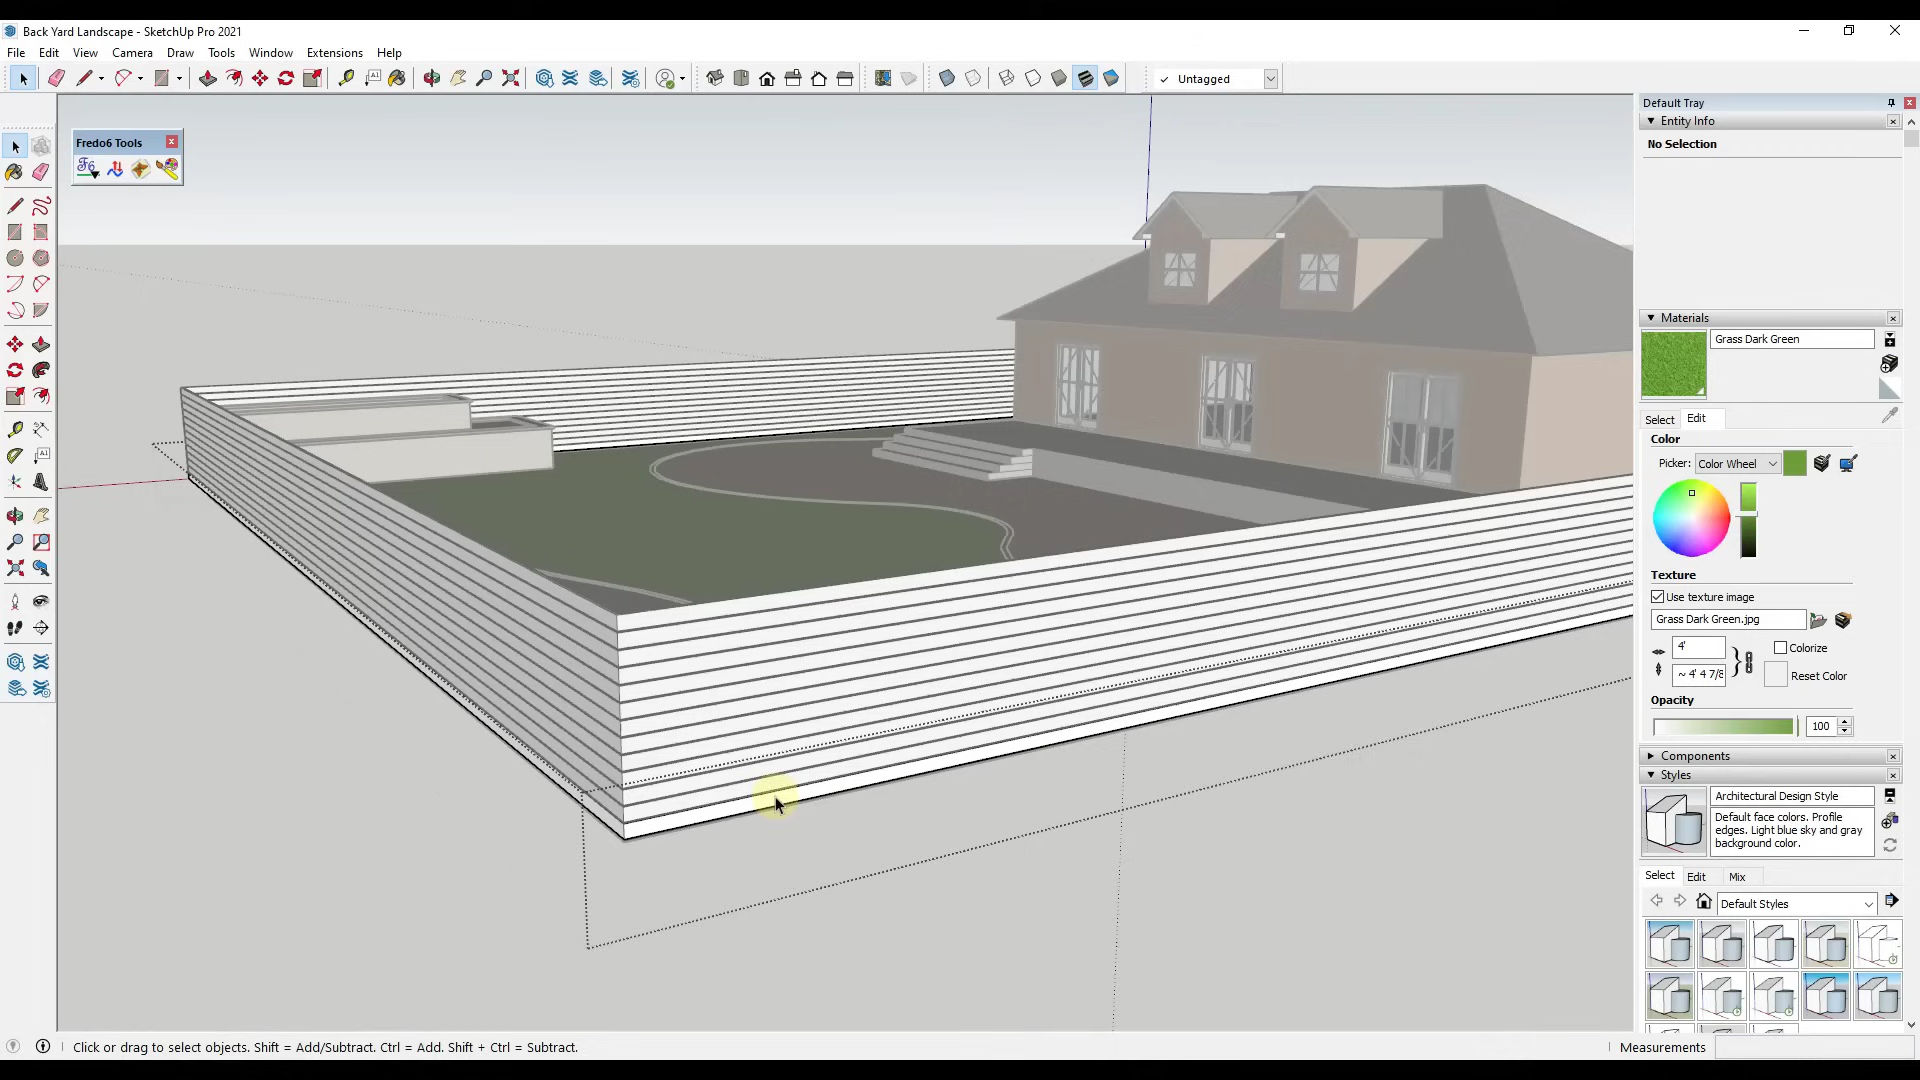 Back Yard Landscape - SketchUp Pro 2021
File Edit View Camera Draw Tools Window Extensions Help
Untagged
Fredo6 Tools
Default Tray
Entity Info
No Selection
Materials
Grass Dark Green
Select Edit
Color
Picker: Color Wheel
Texture
Use texture image
Grass Dark Green.jpg
4'
Colorize
~ 4' 4 7/8
Reset Color
Opacity
100
Components
Styles
Architectural Design Style
Default face colors. Profile
edges. Light blue sky and gray
background color.
Select Edit Mix
Default Styles
Click or drag to select objects. Shift = Add/Subtract. Ctrl = Add. Shift + Ctrl = Subtract.
Measurements